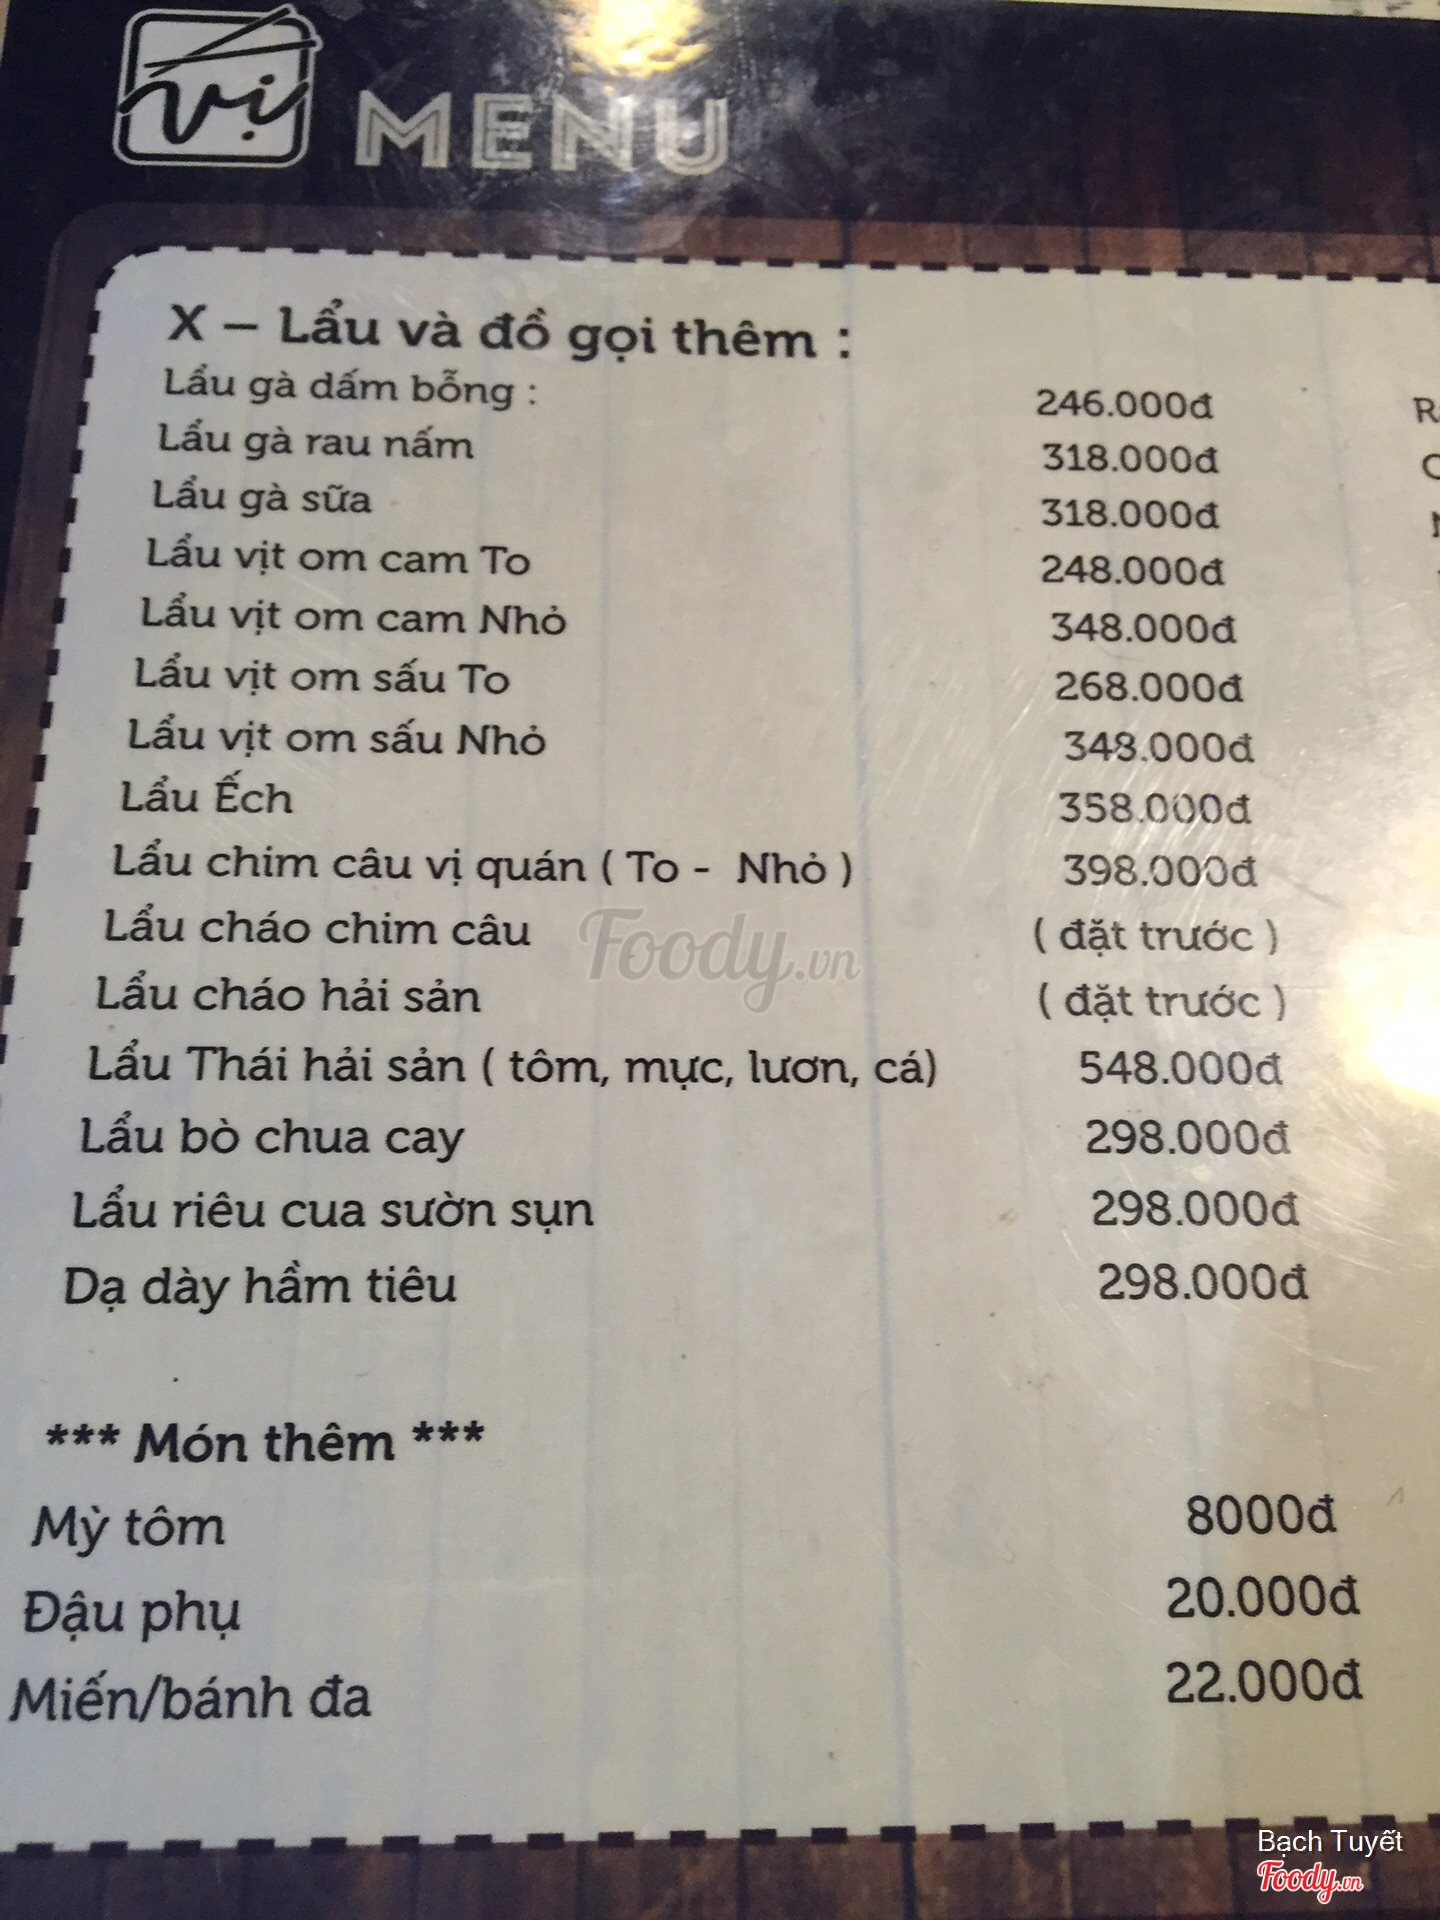 Vị MENU
X – Lẩu và đồ gọi thêm :
Lẩu gà dấm bỗng : 246.000đ
Lẩu gà rau nấm 318.000đ
Lẩu gà sữa 318.000đ
Lẩu vịt om cam To 248.000đ
Lẩu vịt om cam Nhỏ 348.000đ
Lẩu vịt om sấu To 268.000đ
Lẩu vịt om sấu Nhỏ 348.000đ
Lẩu Ếch 358.000đ
Lẩu chim câu vị quán ( To - Nhỏ ) 398.000đ
Lẩu cháo chim câu ( đặt trước )
Foody.vn
Lẩu cháo hải sản ( đặt trước )
Lẩu Thái hải sản ( tôm, mực, lươn, cá) 548.000đ
Lẩu bò chua cay 298.000đ
Lẩu riêu cua sườn sụn 298.000đ
Dạ dày hầm tiêu 298.000đ
*** Món thêm ***
Mỳ tôm 8000đ
Đậu phụ 20.000đ
Miến/bánh đa 22.000đ
Bạch Tuyết
Foody.vn